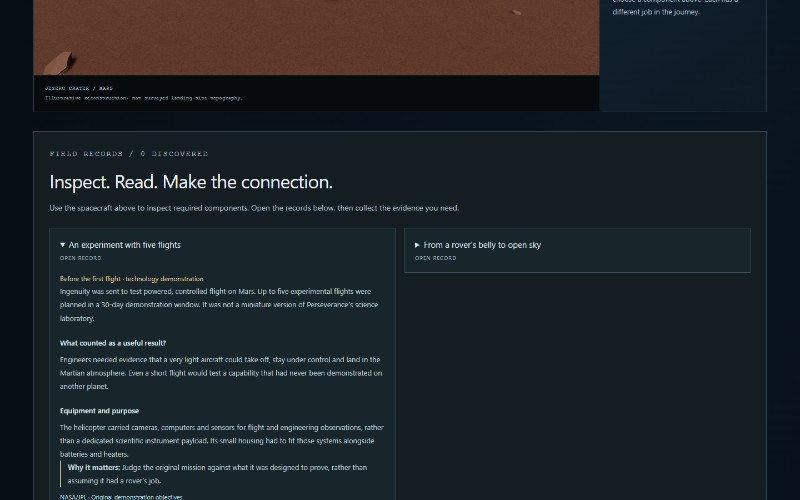 different job in the journey.
JEZERO CRATER / MARS
Illustrative reconstruction, not surveyed landing-site topography.
FIELD RECORDS / 0 DISCOVERED
Inspect. Read. Make the connection.
Use the spacecraft above to inspect required components. Open the records below, then collect the evidence you need.
▼ An experiment with five flights
OPEN RECORD
Before the first flight · technology demonstration
Ingenuity was sent to test powered, controlled flight on Mars. Up to five experimental flights were
planned in a 30-day demonstration window. It was not a miniature version of Perseverance's science
laboratory.
What counted as a useful result?
Engineers needed evidence that a very light aircraft could take off, stay under control and land in the
Martian atmosphere. Even a short flight would test a capability that had never been demonstrated on
another planet.
Equipment and purpose
The helicopter carried cameras, computers and sensors for flight and engineering observations, rather
than a dedicated scientific instrument payload. Its small housing had to fit those systems alongside
batteries and heaters.
Why it matters: Judge the original mission against what it was designed to prove, rather than
assuming it had a rover's job.
NASA/JPL · Original demonstration objectives
▶ From a rover's belly to open sky
OPEN RECORD